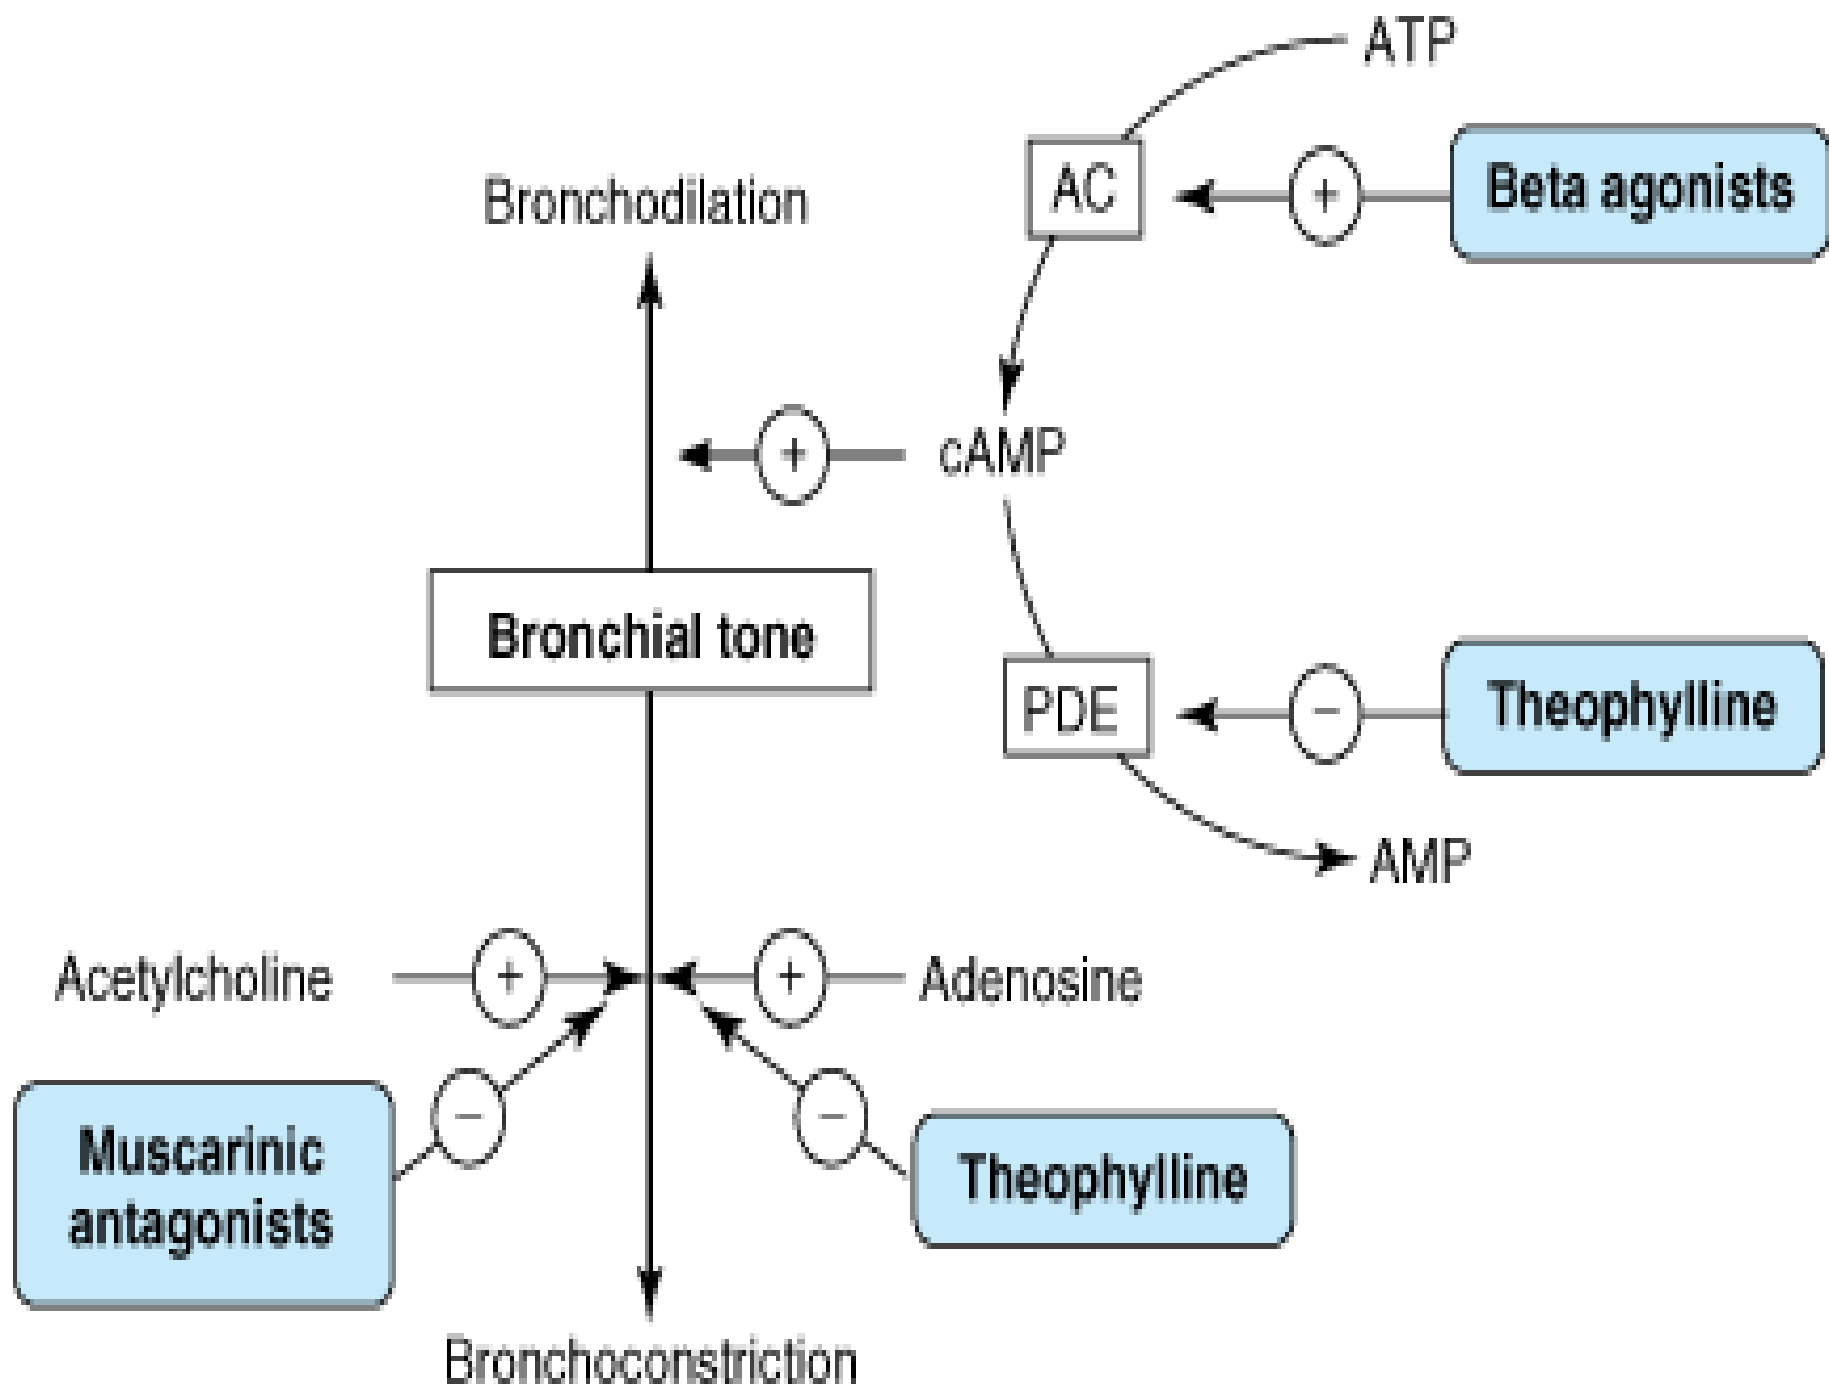 ATP
Beta agonists
+
AC
Bronchodilation
+
cAMP
Bronchial tone
PDE
−
Theophylline
AMP
Acetylcholine
+
+
Adenosine
−
−
Muscarinic
antagonists
Theophylline
Bronchoconstriction